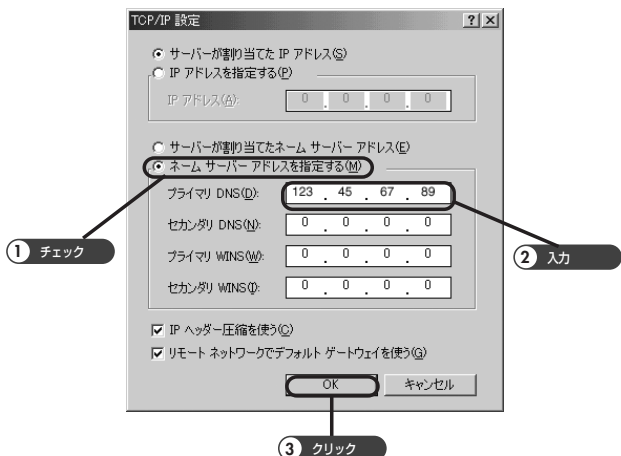 TCP/IP 設定
サーバーが割り当てた IP アドレス(S)
IP アドレスを指定する(P)
IP アドレス(A):
0 . 0 . 0 . 0
サーバーが割り当てたネーム サーバー アドレス(E)
ネーム サーバー アドレスを指定する(M)
プライマリ DNS(D):
123 . 45 . 67 . 89
セカンダリ DNS(N):
0 . 0 . 0 . 0
プライマリ WINS(W):
0 . 0 . 0 . 0
セカンダリ WINS(I):
0 . 0 . 0 . 0
1 チェック
2 入力
IP ヘッダー圧縮を使う(C)
リモート ネットワークでデフォルト ゲートウェイを使う(G)
OK
キャンセル
3 クリック